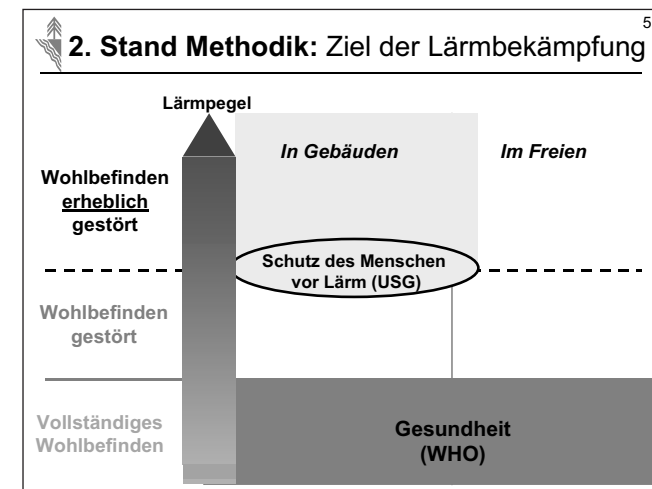 5
2. Stand Methodik: Ziel der Lärmbekämpfung
Lärmpegel
In Gebäuden
Im Freien
Wohlbefinden
erheblich
gestört
Schutz des Menschen
vor Lärm (USG)
Wohlbefinden
gestört
Vollständiges
Wohlbefinden
Gesundheit
(WHO)